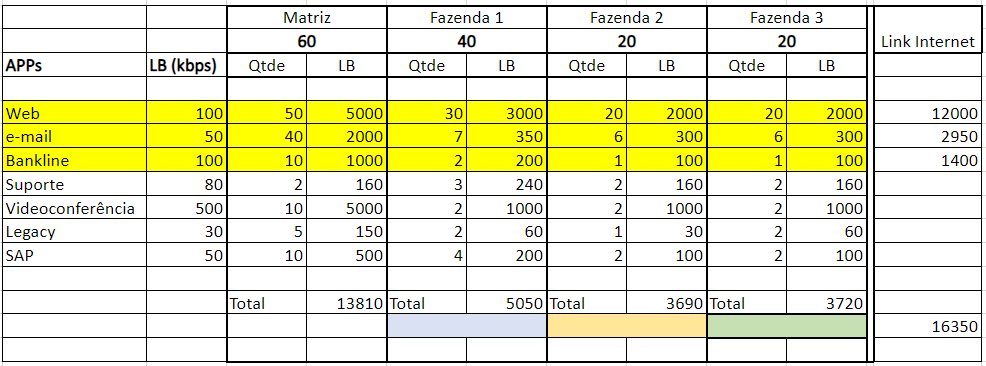 Matriz Fazenda 1 Fazenda 2 Fazenda 3
60 40 20 20 Link Internet
APPs LB (kbps) Qtde LB Qtde LB Qtde LB Qtde LB
Web 100 50 5000 30 3000 20 2000 20 2000 12000
e-mail 50 40 2000 7 350 6 300 6 300 2950
Bankline 100 10 1000 2 200 1 100 1 100 1400
Suporte 80 2 160 3 240 2 160 2 160
Videoconferência 500 10 5000 2 1000 2 1000 2 1000
Legacy 30 5 150 2 60 1 30 2 60
SAP 50 10 500 4 200 2 100 2 100
Total 13810 Total 5050 Total 3690 Total 3720
16350